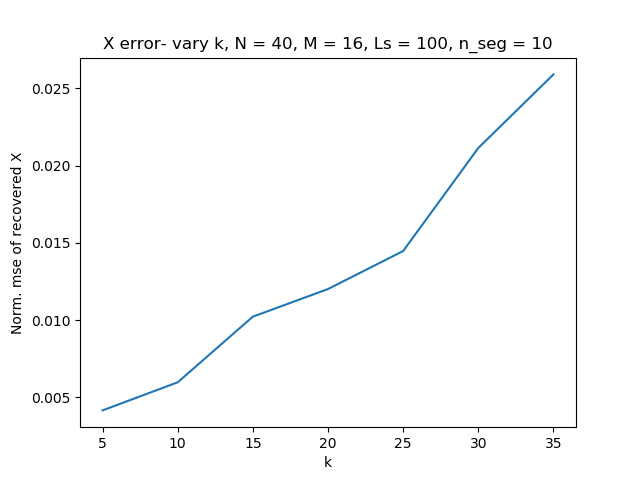 X error- vary k, N = 40, M = 16, Ls = 100, n_seg = 10
Norm. mse of recovered X
0.025
0.020
0.015
0.010
0.005
5 10 15 20 25 30 35
k